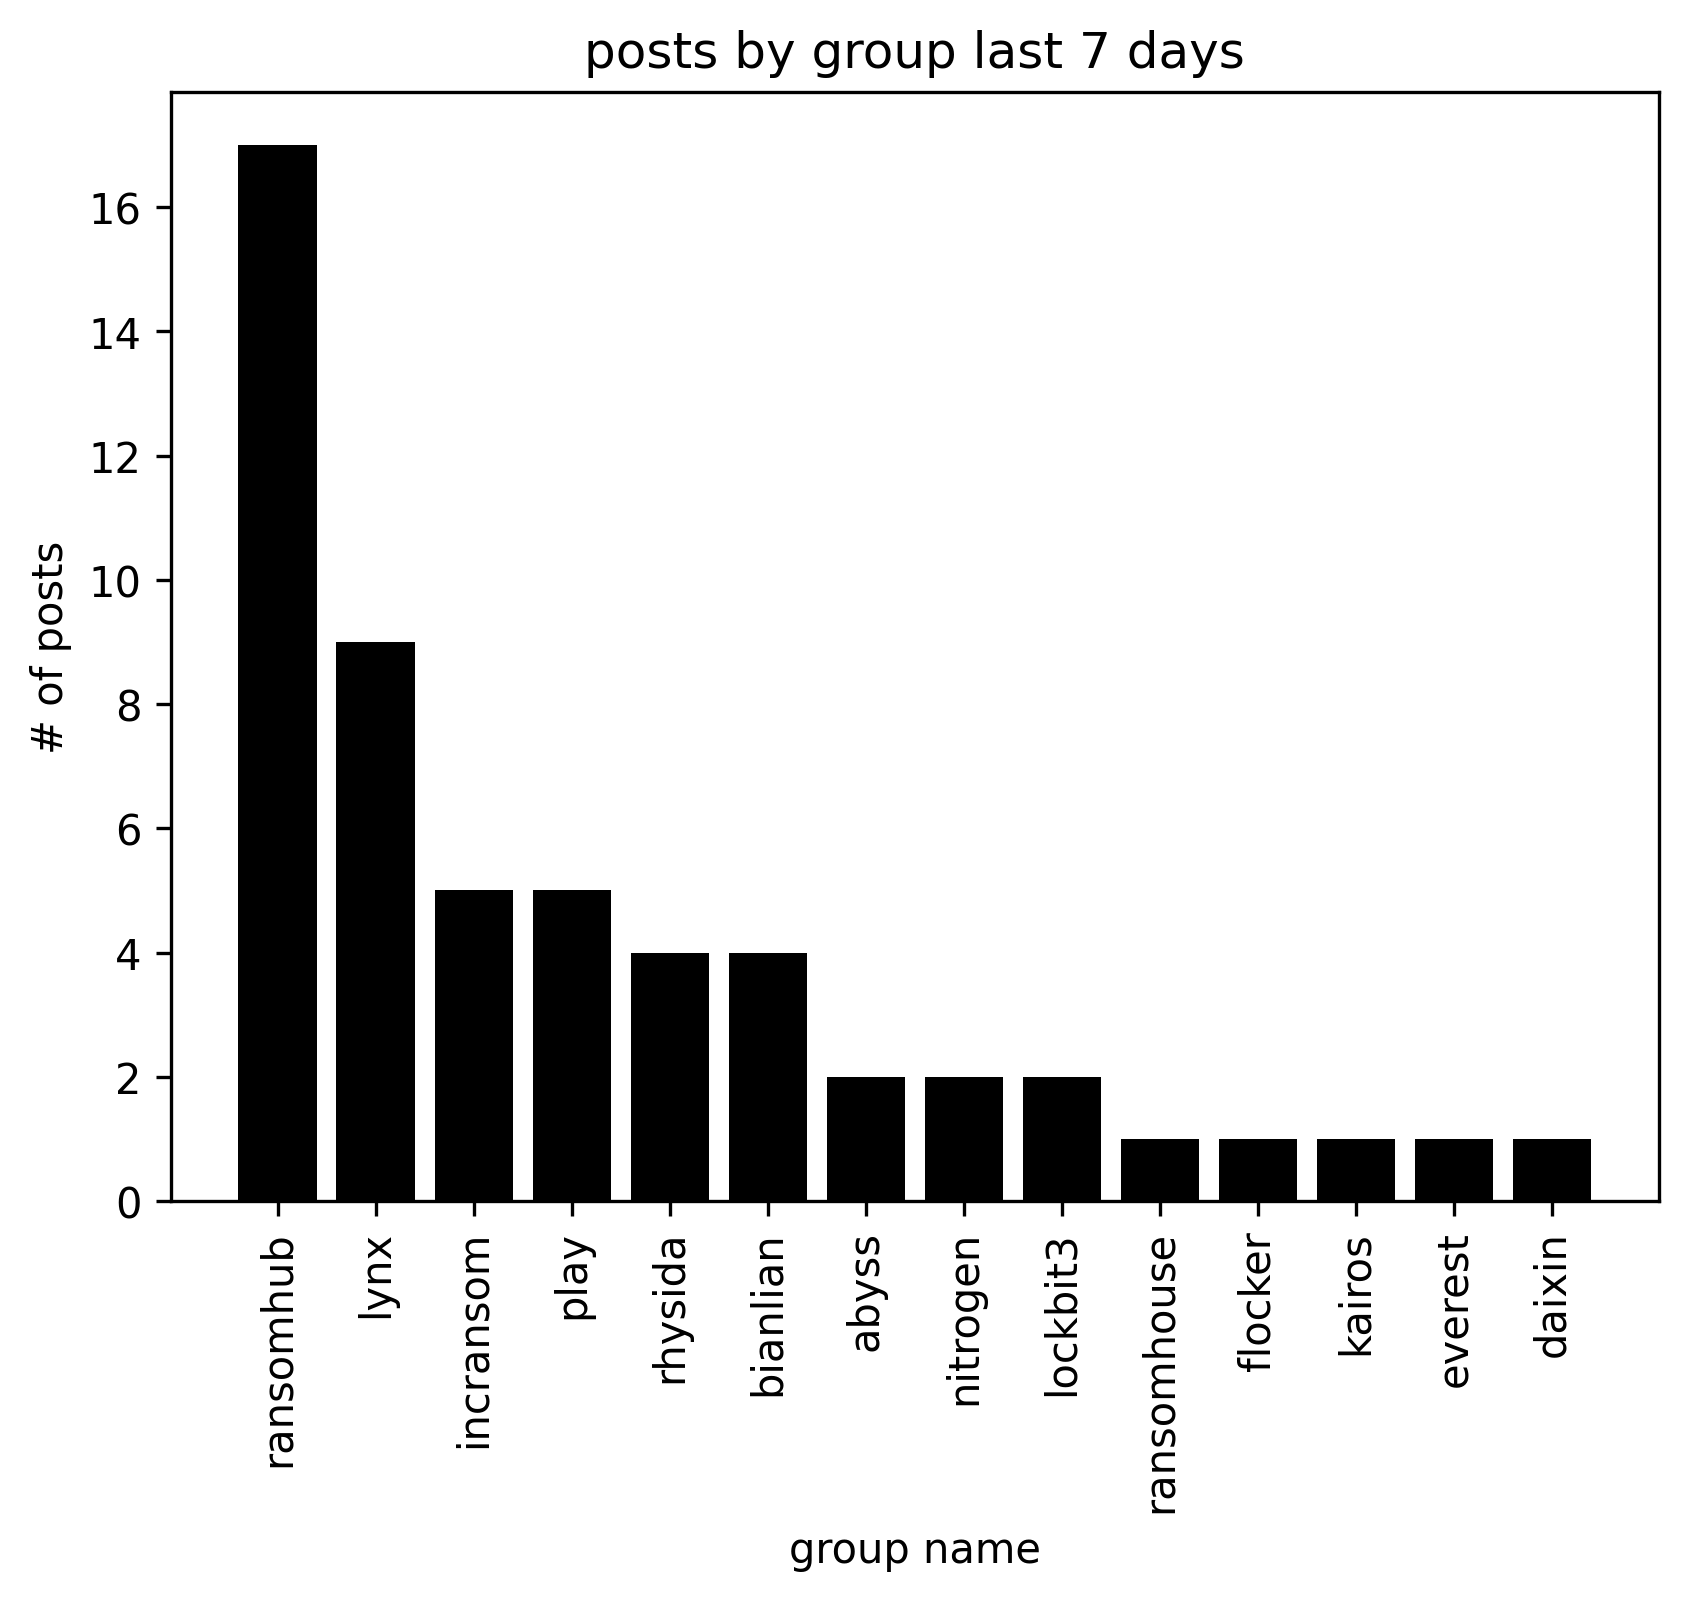 posts by group last 7 days
# of posts
16
14
12
10
8
6
4
2
0
ransomhub
lynx
incransom
play
rhysida
bianlian
abyss
nitrogen
lockbit3
ransomhouse
flocker
kairos
everest
daixin
group name